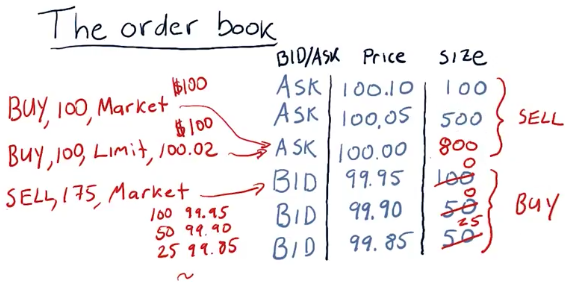 The order book
BID/ASK Price Size
$100
ASK 100.10 100
BUY, 100, Market
ASK 100.05 500
SELL
$100
BUY, 100, Limit, 100.02
ASK 100.00 800
0
SELL, 175, Market
BID 99.95 100
0
BUY
100 99.95
BID 99.90 50
50 99.90
25
25 99.85
BID 99.85 50